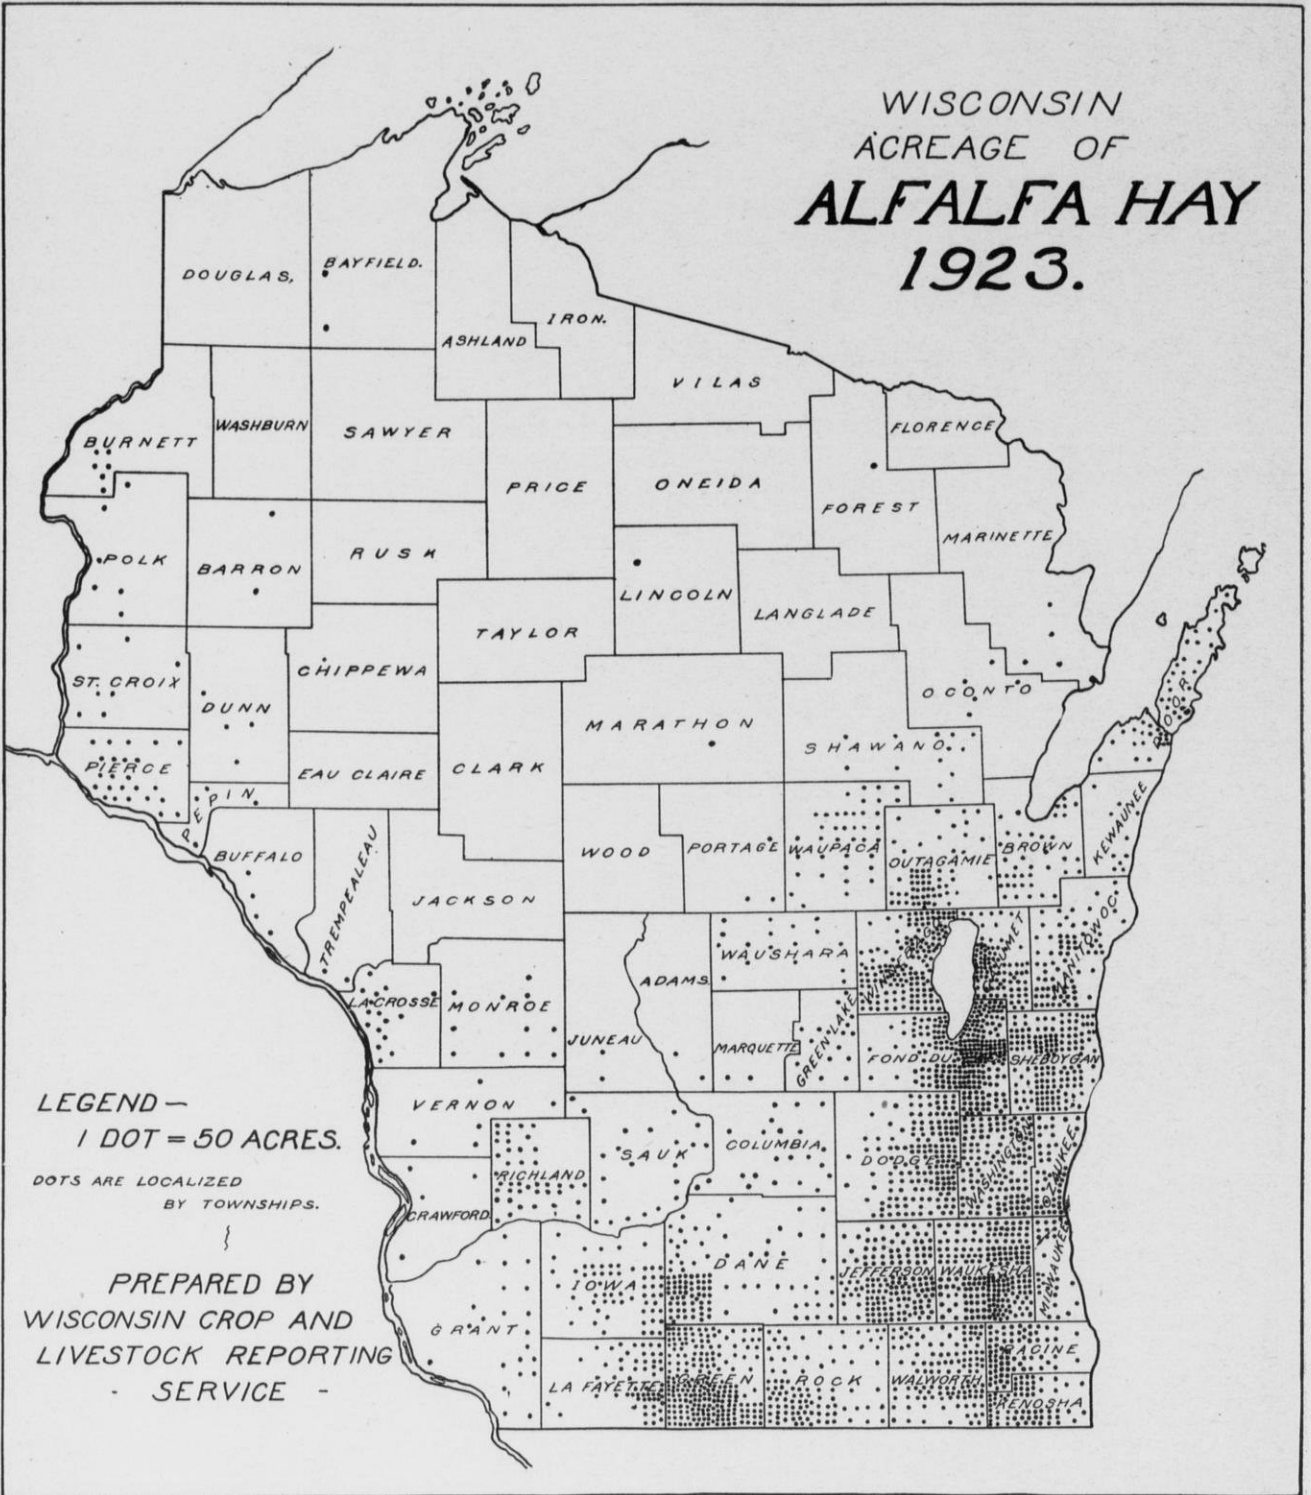 WISCONSIN
ACREAGE OF
ALFALFA HAY
1923.
DOUGLAS,
BAYFIELD.
ASHLAND
IRON.
VILAS
BURNETT
WASHBURN
SAWYER
PRICE
ONEIDA
FOREST
FLORENCE
MARINETTE
POLK
BARRON
RUSK
LINCOLN
LANGLADE
TAYLOR
ST. CROIX
DUNN
CHIPPEWA
MARATHON
OCONTO
SHAWANO
DOOR
PIERCE
PEPIN
EAU CLAIRE
CLARK
BUFFALO
TREMPEALEAU
JACKSON
WOOD
PORTAGE
WAUPACA
OUTAGAMIE
BROWN
KEWAUNEE
LA CROSSE
MONROE
JUNEAU
ADAMS
WAUSHARA
MARQUETTE
GREEN LAKE
WINNEBAGO
CALUMET
MANITOWOC
FOND DU
SHEBOYGAN
VERNON
RICHLAND
SAUK
COLUMBIA
DODGE
WASHINGTON
OZAUKEE
CRAWFORD
GRANT
IOWA
DANE
JEFFERSON
WAUKESHA
MILWAUKEE
LA FAYETTE
GREEN
ROCK
WALWORTH
RACINE
KENOSHA
LEGEND —
1 DOT = 50 ACRES.
DOTS ARE LOCALIZED
BY TOWNSHIPS.
PREPARED BY
WISCONSIN CROP AND
LIVESTOCK REPORTING
- SERVICE -